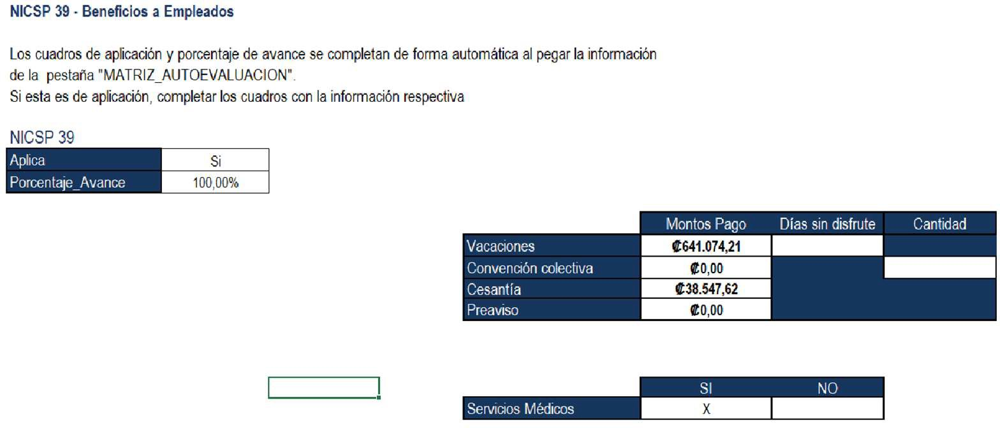 NICSP 39 - Beneficios a Empleados
Los cuadros de aplicación y porcentaje de avance se completan de forma automática al pegar la información
de la pestaña "MATRIZ_AUTOEVALUACION".
Si esta es de aplicación, completar los cuadros con la información respectiva
NICSP 39
Aplica Si
Porcentaje_Avance 100,00%
Montos Pago Días sin disfrute Cantidad
Vacaciones ₡641.074,21
Convención colectiva ₡0,00
Cesantía ₡38.547,62
Preaviso ₡0,00
SI NO
Servicios Médicos X